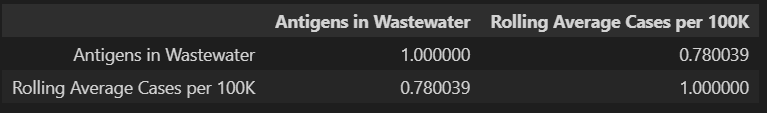 Antigens in Wastewater Rolling Average Cases per 100K
Antigens in Wastewater 1.000000 0.780039
Rolling Average Cases per 100K 0.780039 1.000000